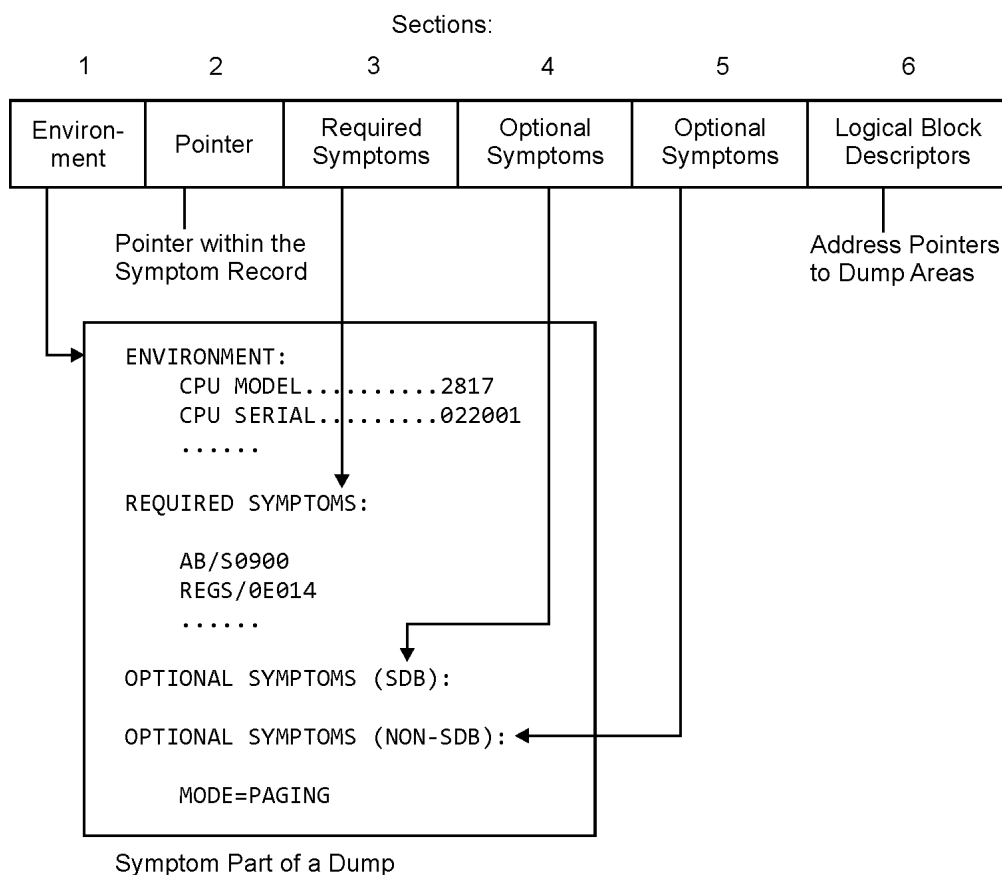 Sections:
1 2 3 4 5 6
Environ-
ment
Pointer
Required
Symptoms
Optional
Symptoms
Optional
Symptoms
Logical Block
Descriptors
Pointer within the
Symptom Record
Address Pointers
to Dump Areas
ENVIRONMENT:
CPU MODEL..........2817
CPU SERIAL.........022001
......
REQUIRED SYMPTOMS:
AB/S0900
REGS/0E014
......
OPTIONAL SYMPTOMS (SDB):
OPTIONAL SYMPTOMS (NON-SDB):
MODE=PAGING
Symptom Part of a Dump